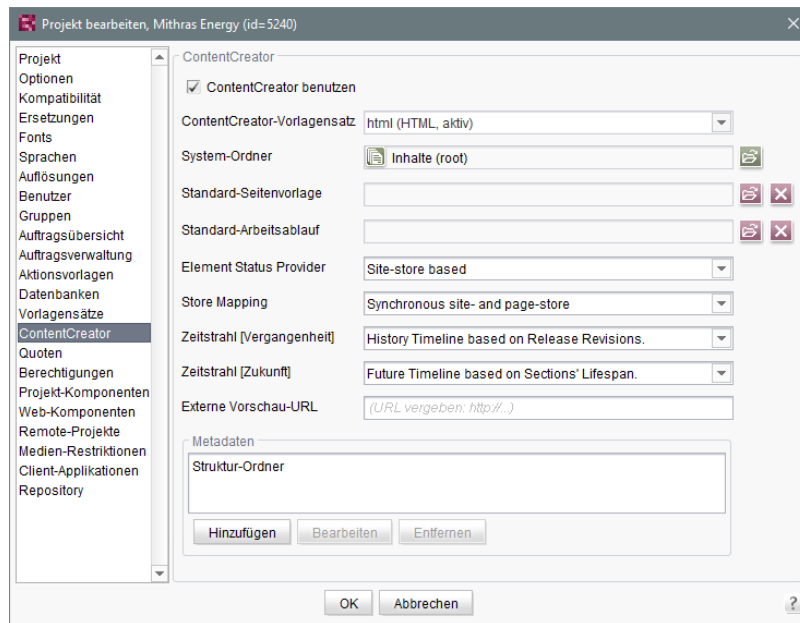 Projekt bearbeiten, Mithras Energy (id=5240)
Projekt
Optionen
Kompatibilität
Ersetzungen
Fonts
Sprachen
Auflösungen
Benutzer
Gruppen
Auftragsübersicht
Auftragsverwaltung
Aktionsvorlagen
Datenbanken
Vorlagensätze
ContentCreator
Quoten
Berechtigungen
Projekt-Komponenten
Web-Komponenten
Remote-Projekte
Medien-Restriktionen
Client-Applikationen
Repository
ContentCreator
ContentCreator benutzen
ContentCreator-Vorlagensatz html (HTML, aktiv)
System-Ordner Inhalte (root)
Standard-Seitenvorlage
Standard-Arbeitsablauf
Element Status Provider Site-store based
Store Mapping Synchronous site- and page-store
Zeitstrahl [Vergangenheit] History Timeline based on Release Revisions.
Zeitstrahl [Zukunft] Future Timeline based on Sections' Lifespan.
Externe Vorschau-URL (URL vergeben: http://...)
Metadaten
Struktur-Ordner
Hinzufügen Bearbeiten Entfernen
OK Abbrechen ?